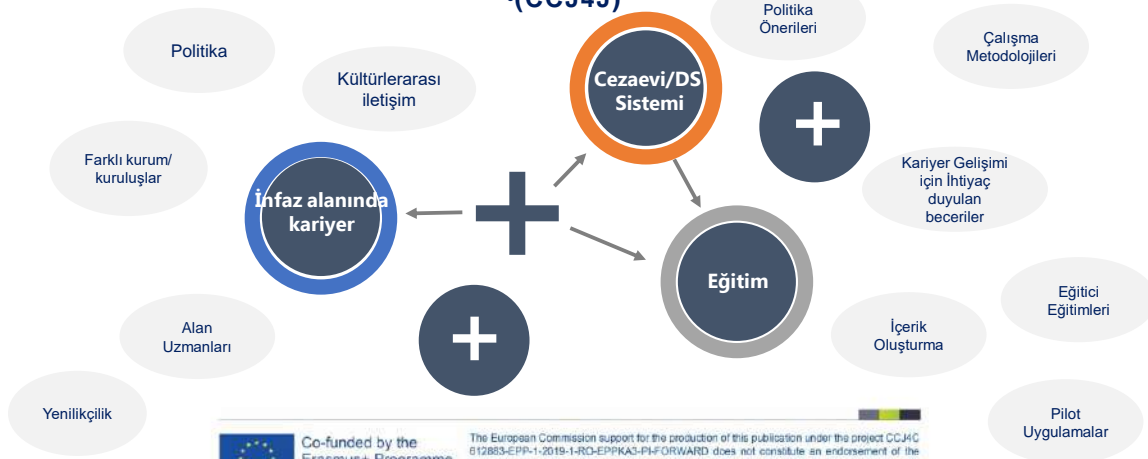 Politika
Önerileri
Politika
Çalışma
Metodolojileri
Kültürlerarası
iletişim
Cezaevi/DS
Sistemi
Farklı kurum/
kuruluşlar
Kariyer Gelişimi
için İhtiyaç
duyulan
beceriler
İnfaz alanında
kariyer
Eğitim
Eğitici
Eğitimleri
Alan
Uzmanları
İçerik
Oluşturma
Yenilikçilik
Pilot
Uygulamalar
Co-funded by the
Erasmus+ Programme
The European Commission support for the production of this publication under the project CCJ4C
612883-EPP-1-2019-1-RO-EPPKA3-PI-FORWARD does not constitute an endorsement of the